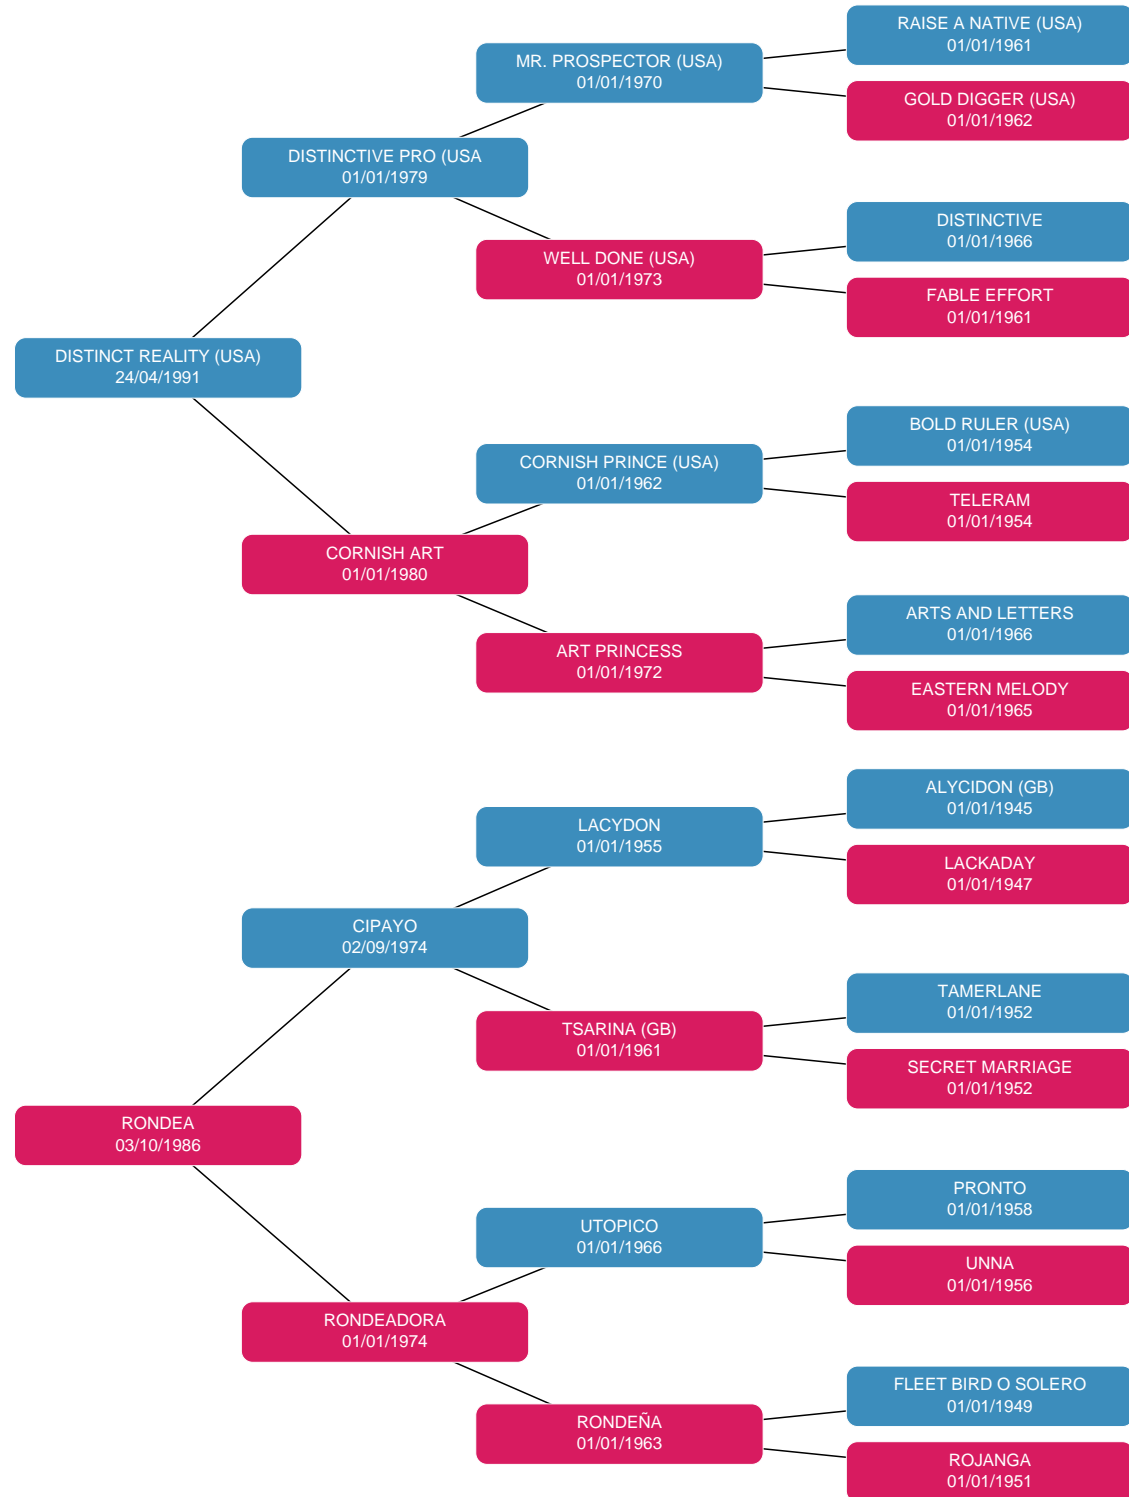 RAISE A NATIVE (USA)
01/01/1961
MR. PROSPECTOR (USA)
01/01/1970
GOLD DIGGER (USA)
01/01/1962
DISTINCTIVE PRO (USA
01/01/1979
DISTINCTIVE
01/01/1966
WELL DONE (USA)
01/01/1973
FABLE EFFORT
01/01/1961
DISTINCT REALITY (USA)
24/04/1991
BOLD RULER (USA)
01/01/1954
CORNISH PRINCE (USA)
01/01/1962
TELERAM
01/01/1954
CORNISH ART
01/01/1980
ARTS AND LETTERS
01/01/1966
ART PRINCESS
01/01/1972
EASTERN MELODY
01/01/1965
ALYCIDON (GB)
01/01/1945
LACYDON
01/01/1955
LACKADAY
01/01/1947
CIPAYO
02/09/1974
TAMERLANE
01/01/1952
TSARINA (GB)
01/01/1961
SECRET MARRIAGE
01/01/1952
RONDEA
03/10/1986
PRONTO
01/01/1958
UTOPICO
01/01/1966
UNNA
01/01/1956
RONDEADORA
01/01/1974
FLEET BIRD O SOLERO
01/01/1949
RONDEÑA
01/01/1963
ROJANGA
01/01/1951